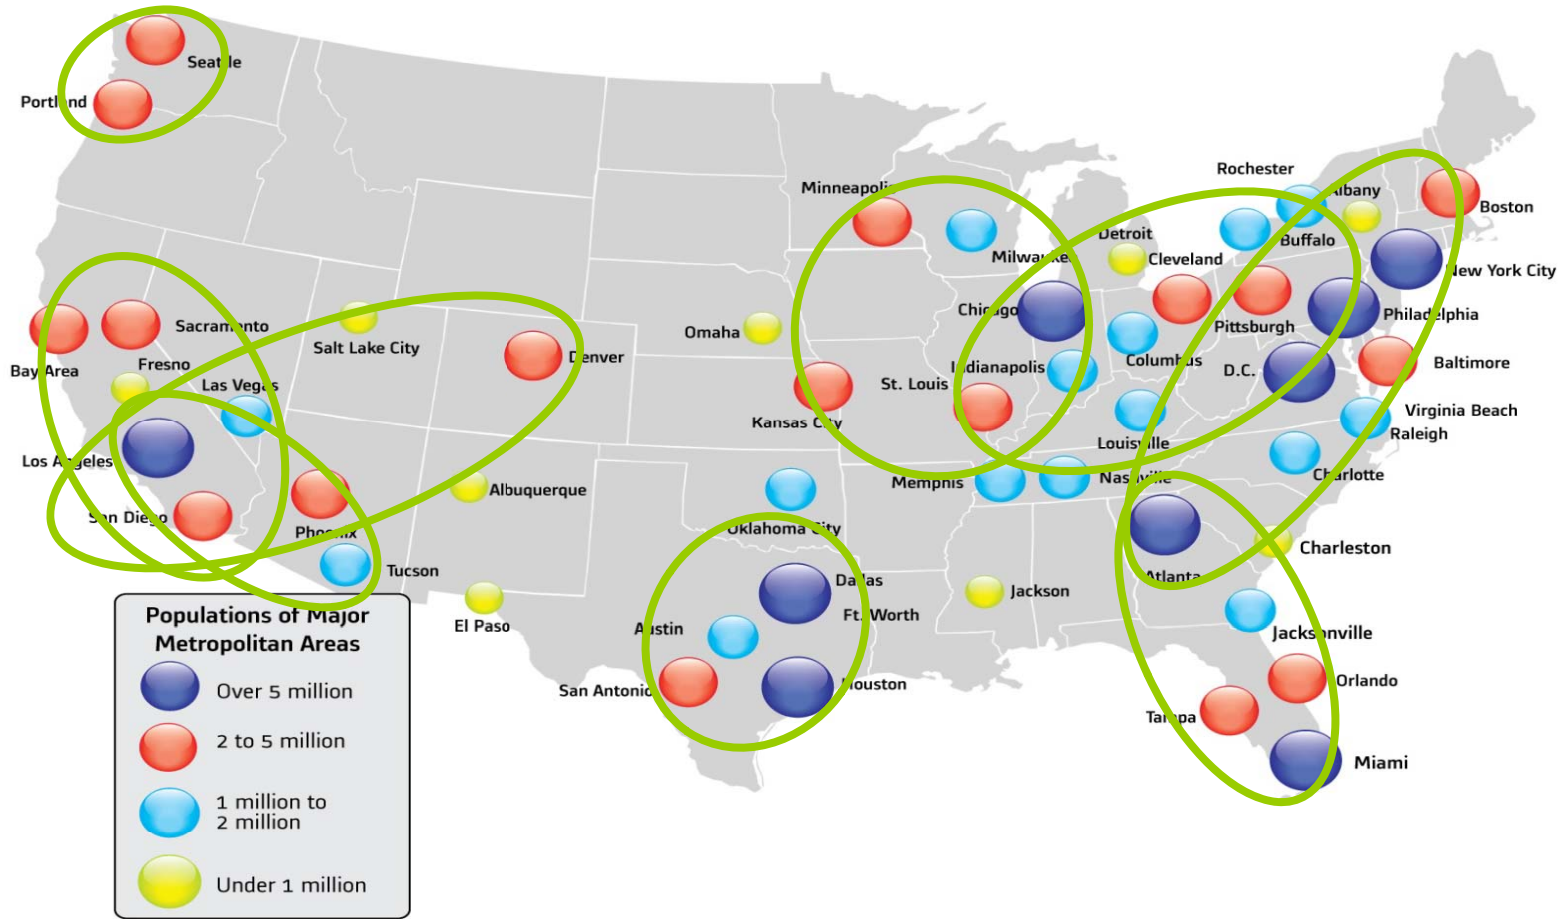 Seattle
Portland
Rochester
Albany
Minneapolis
Boston
Detroit
Buffalo
Milwaukee
Cleveland
New York City
Chicago
Philadelphia
Sacramento
Omaha
Pittsburgh
Salt Lake City
Denver
Columbus
Baltimore
Bay Area
Fresno
Indianapolis
D.C.
Las Vegas
St. Louis
Kansas City
Virginia Beach
Louisville
Raleigh
Los Angeles
Memphis
Nashville
Charlotte
Albuquerque
San Diego
Phoenix
Oklahoma City
Charleston
Tucson
Atlanta
Dallas
Jackson
Ft. Worth
El Paso
Austin
Jacksonville
San Antonio
Houston
Orlando
Tampa
Miami
Populations of Major
Metropolitan Areas
Over 5 million
2 to 5 million
1 million to
2 million
Under 1 million